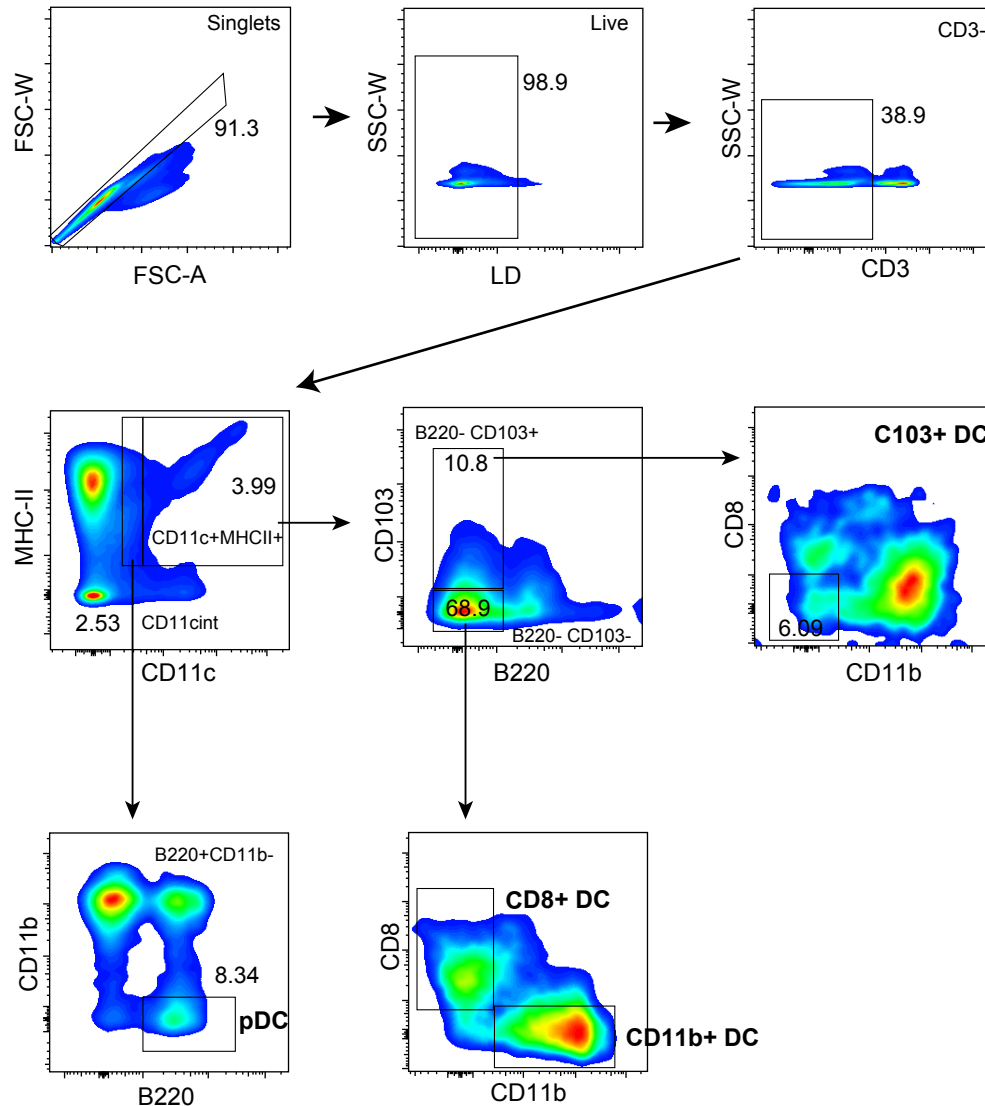 Singlets
FSC-W
91.3
FSC-A
Live
SSC-W
98.9
LD
CD3-
SSC-W
38.9
CD3
MHC-II
3.99
CD11c+MHCII+
2.53
CD11cint
CD11c
B220- CD103+
10.8
CD103
68.9
B220- CD103-
B220
C103+ DC
CD8
6.09
CD11b
B220+CD11b-
CD11b
8.34
pDC
B220
CD8+ DC
CD8
CD11b+ DC
CD11b